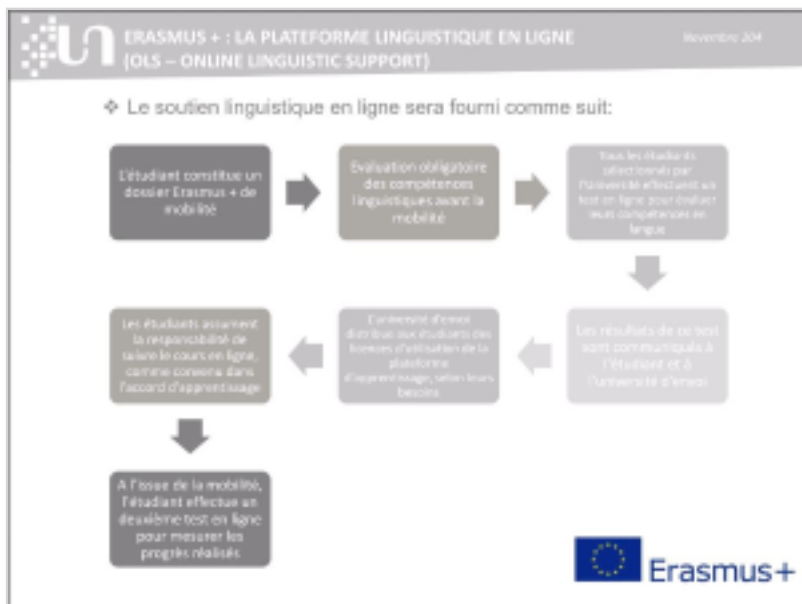 un
ERASMUS + : LA PLATEFORME LINGUISTIQUE EN LIGNE
(OLS – ONLINE LINGUISTIC SUPPORT)
Novembre 204
❖ Le soutien linguistique en ligne sera fourni comme suit:
L'étudiant constitue un
dossier Erasmus + de
mobilité
Evaluation obligatoire
des compétences
linguistiques avant la
mobilité
Tous les étudiants
sélectionnés par
l'Université effectuent un
test en ligne pour évaluer
leurs compétences en
langue
Les résultats de ce test
sont communiqués à
l'étudiant et à
l'université d'envoi
L'université d'envoi
distribue aux étudiants des
licences d'utilisation de la
plateforme
d'apprentissage, selon leurs
besoins
Les étudiants assument
la responsabilité de
suivre le cours en ligne,
comme convenu dans
l'accord d'apprentissage
A l'issue de la mobilité,
l'étudiant effectue un
deuxième test en ligne
pour mesurer les
progrès réalisés
Erasmus+